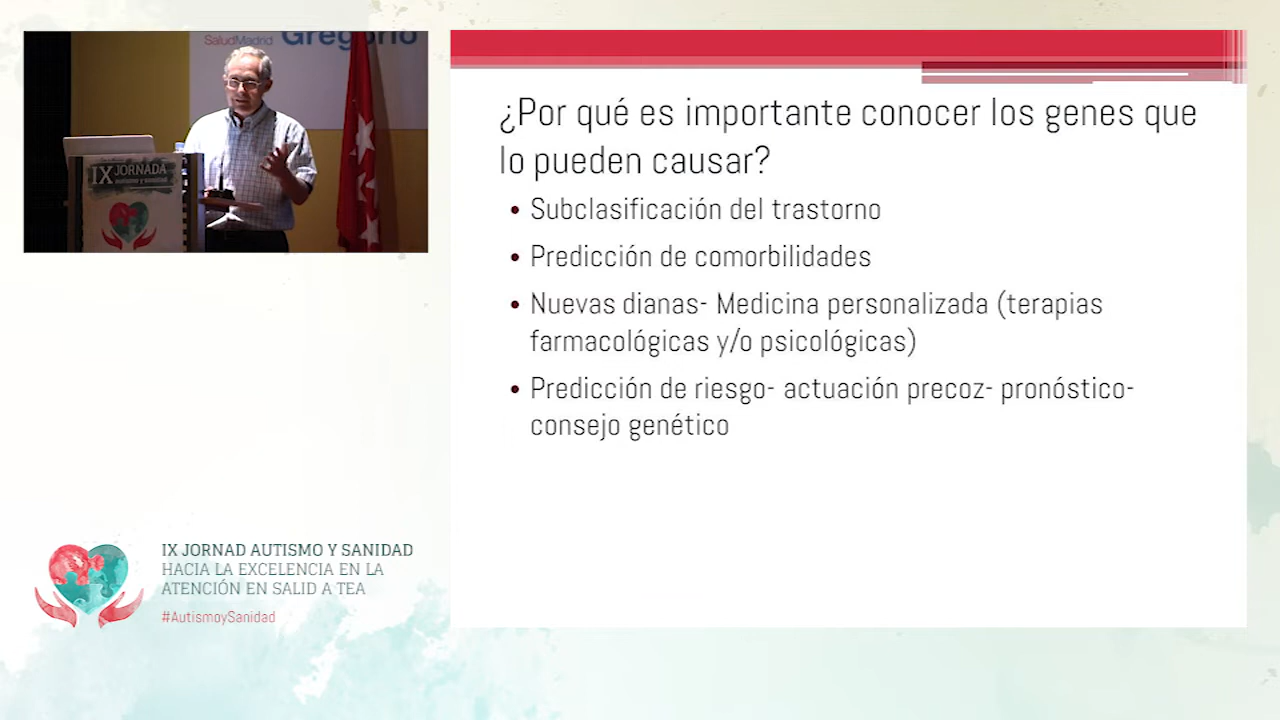 SaludMadrid Gregorio
IX JORNADA
AUTISMO Y SANIDAD
¿Por qué es importante conocer los genes que
lo pueden causar?
• Subclasificación del trastorno
• Predicción de comorbilidades
• Nuevas dianas- Medicina personalizada (terapias
farmacológicas y/o psicológicas)
• Predicción de riesgo- actuación precoz- pronóstico-
consejo genético
IX JORNAD AUTISMO Y SANIDAD
HACIA LA EXCELENCIA EN LA
ATENCIÓN EN SALID A TEA
#AutismoySanidad